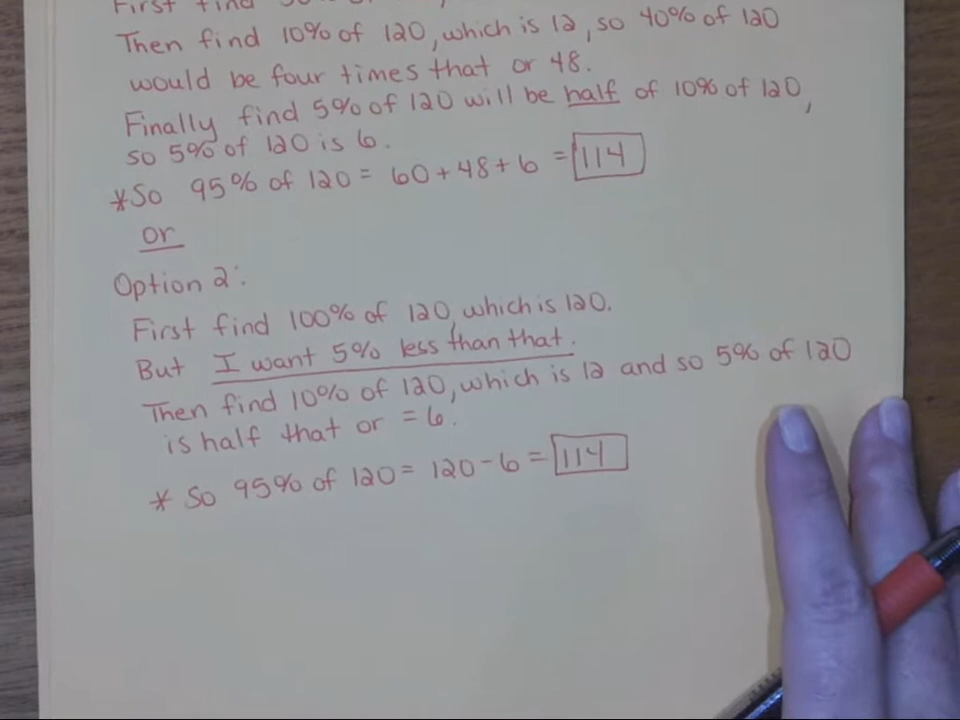 First find
Then find 10% of 120, which is 12, so 40% of 120
would be four times that or 48.
Finally find 5% of 120 will be half of 10% of 120,
so 5% of 120 is 6.
*So 95% of 120 = 60+48+6 = 114
or
Option 2:
First find 100% of 120, which is 120.
But I want 5% less than that.
Then find 10% of 120, which is 12 and so 5% of 120
is half that or = 6.
* So 95% of 120 = 120-6 = 114